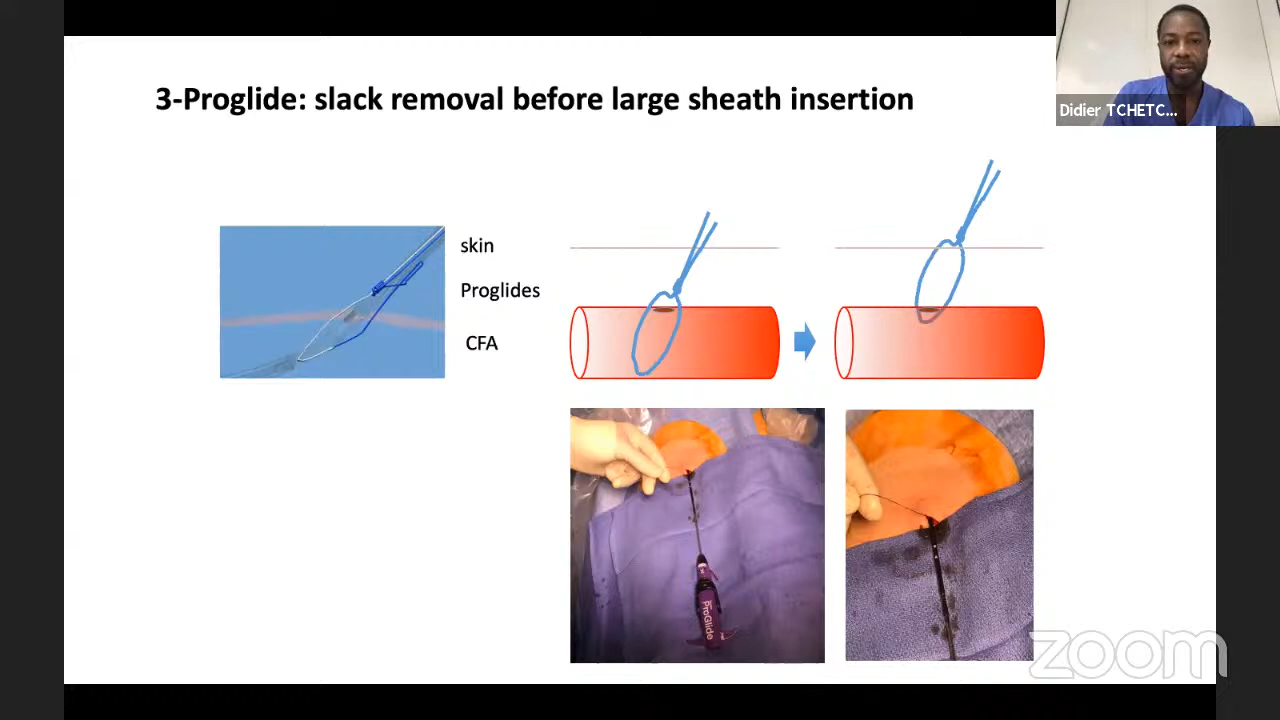 3-Proglide: slack removal before large sheath insertion
Didier TCHETC...
skin
Proglides
CFA
ProGlide
zoom